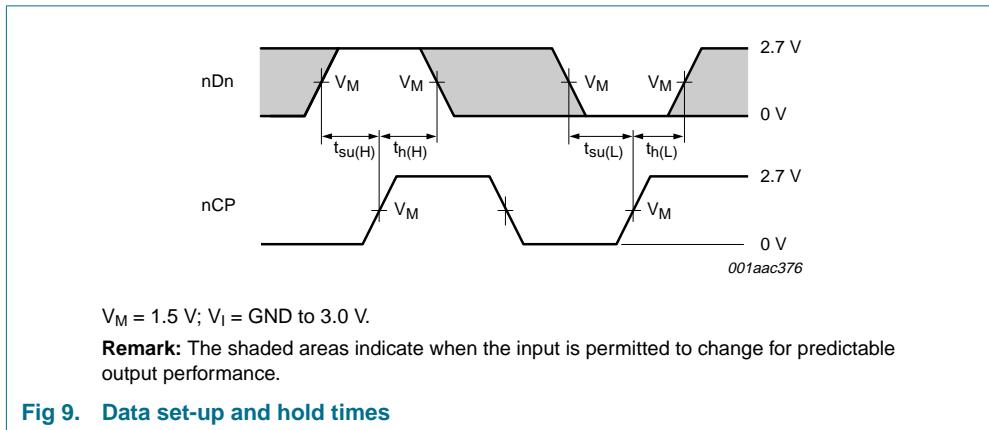 nDn
V_M
V_M
V_M
V_M
2.7 V
0 V
t_su(H)
t_h(H)
t_su(L)
t_h(L)
nCP
V_M
V_M
2.7 V
0 V
001aac376
V_M = 1.5 V; V_I = GND to 3.0 V.
Remark: The shaded areas indicate when the input is permitted to change for predictable
output performance.
Fig 9. Data set-up and hold times